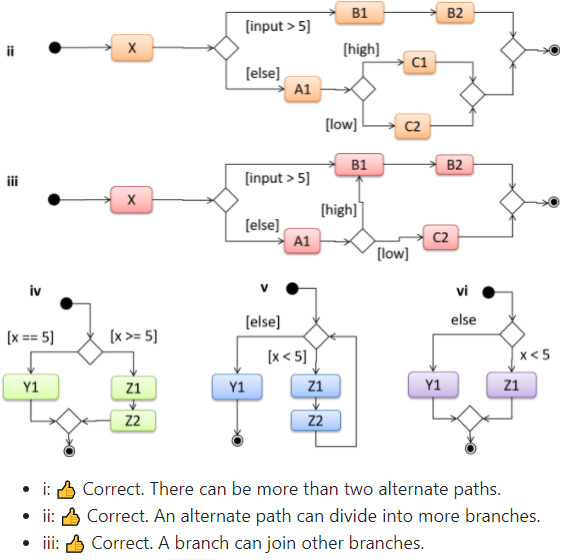 ii
X
[input > 5]
B1
B2
[else]
A1
[high]
C1
[low]
C2
iii
X
[input > 5]
B1
B2
[high]
[else]
A1
[low]
C2
iv
[x == 5]
[x >= 5]
Y1
Z1
Z2
v
[else]
[x < 5]
Y1
Z1
Z2
vi
else
x < 5
Y1
Z1
i: 👍 Correct. There can be more than two alternate paths.
ii: 👍 Correct. An alternate path can divide into more branches.
iii: 👍 Correct. A branch can join other branches.